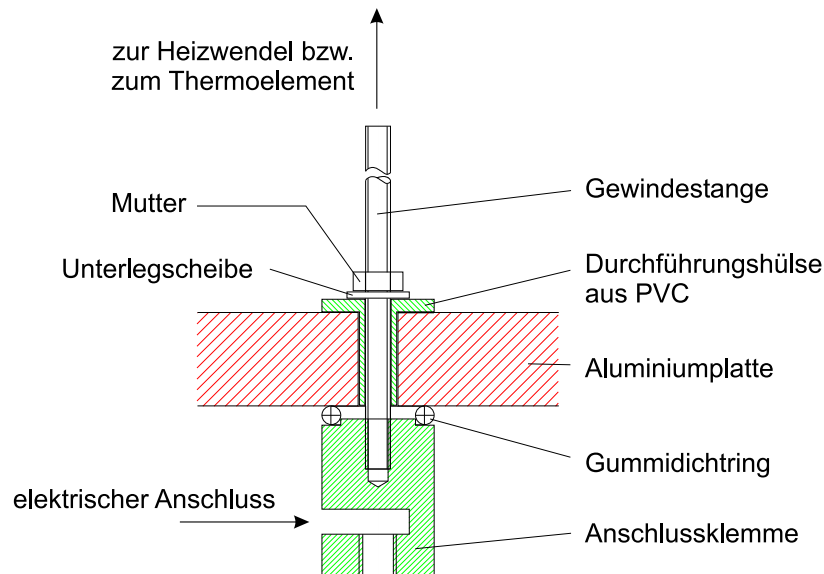 zur Heizwendel bzw.
zum Thermoelement
Gewindestange
Mutter
Unterlegscheibe
Durchführungshülse
aus PVC
Aluminiumplatte
Gummidichtring
elektrischer Anschluss
Anschlussklemme